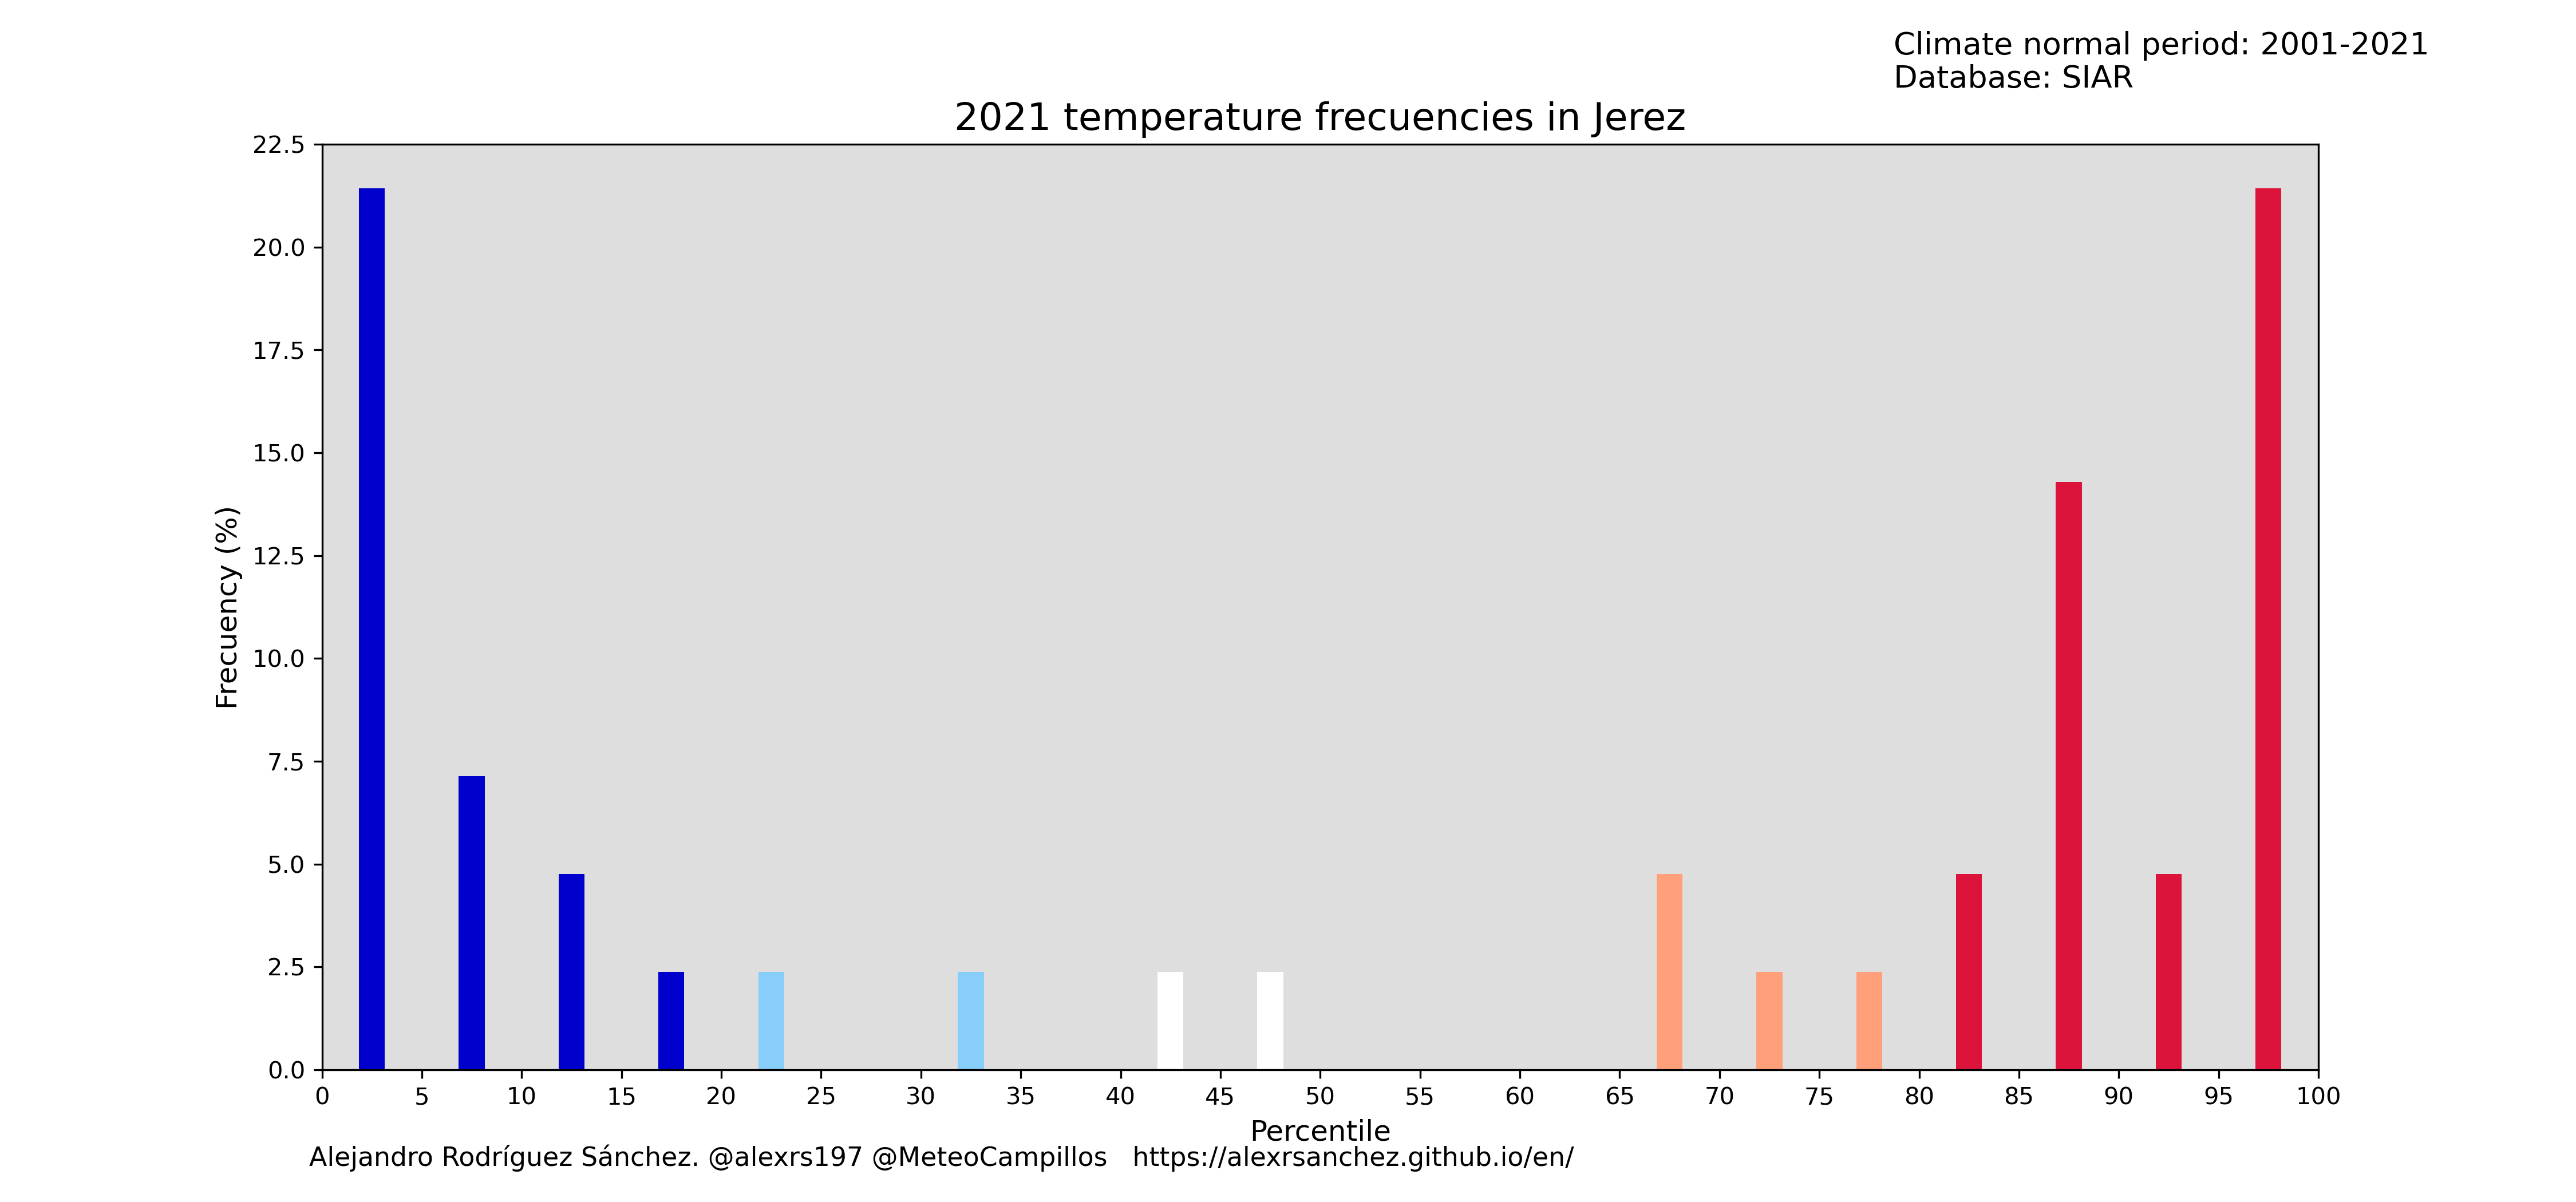 Climate normal period: 2001-2021
Database: SIAR
2021 temperature frecuencies in Jerez
22.5
20.0
17.5
15.0
12.5
10.0
7.5
5.0
2.5
0.0
Frecuency (%)
0 5 10 15 20 25 30 35 40 45 50 55 60 65 70 75 80 85 90 95 100
Percentile
Alejandro Rodríguez Sánchez. @alexrs197 @MeteoCampillos https://alexrsanchez.github.io/en/